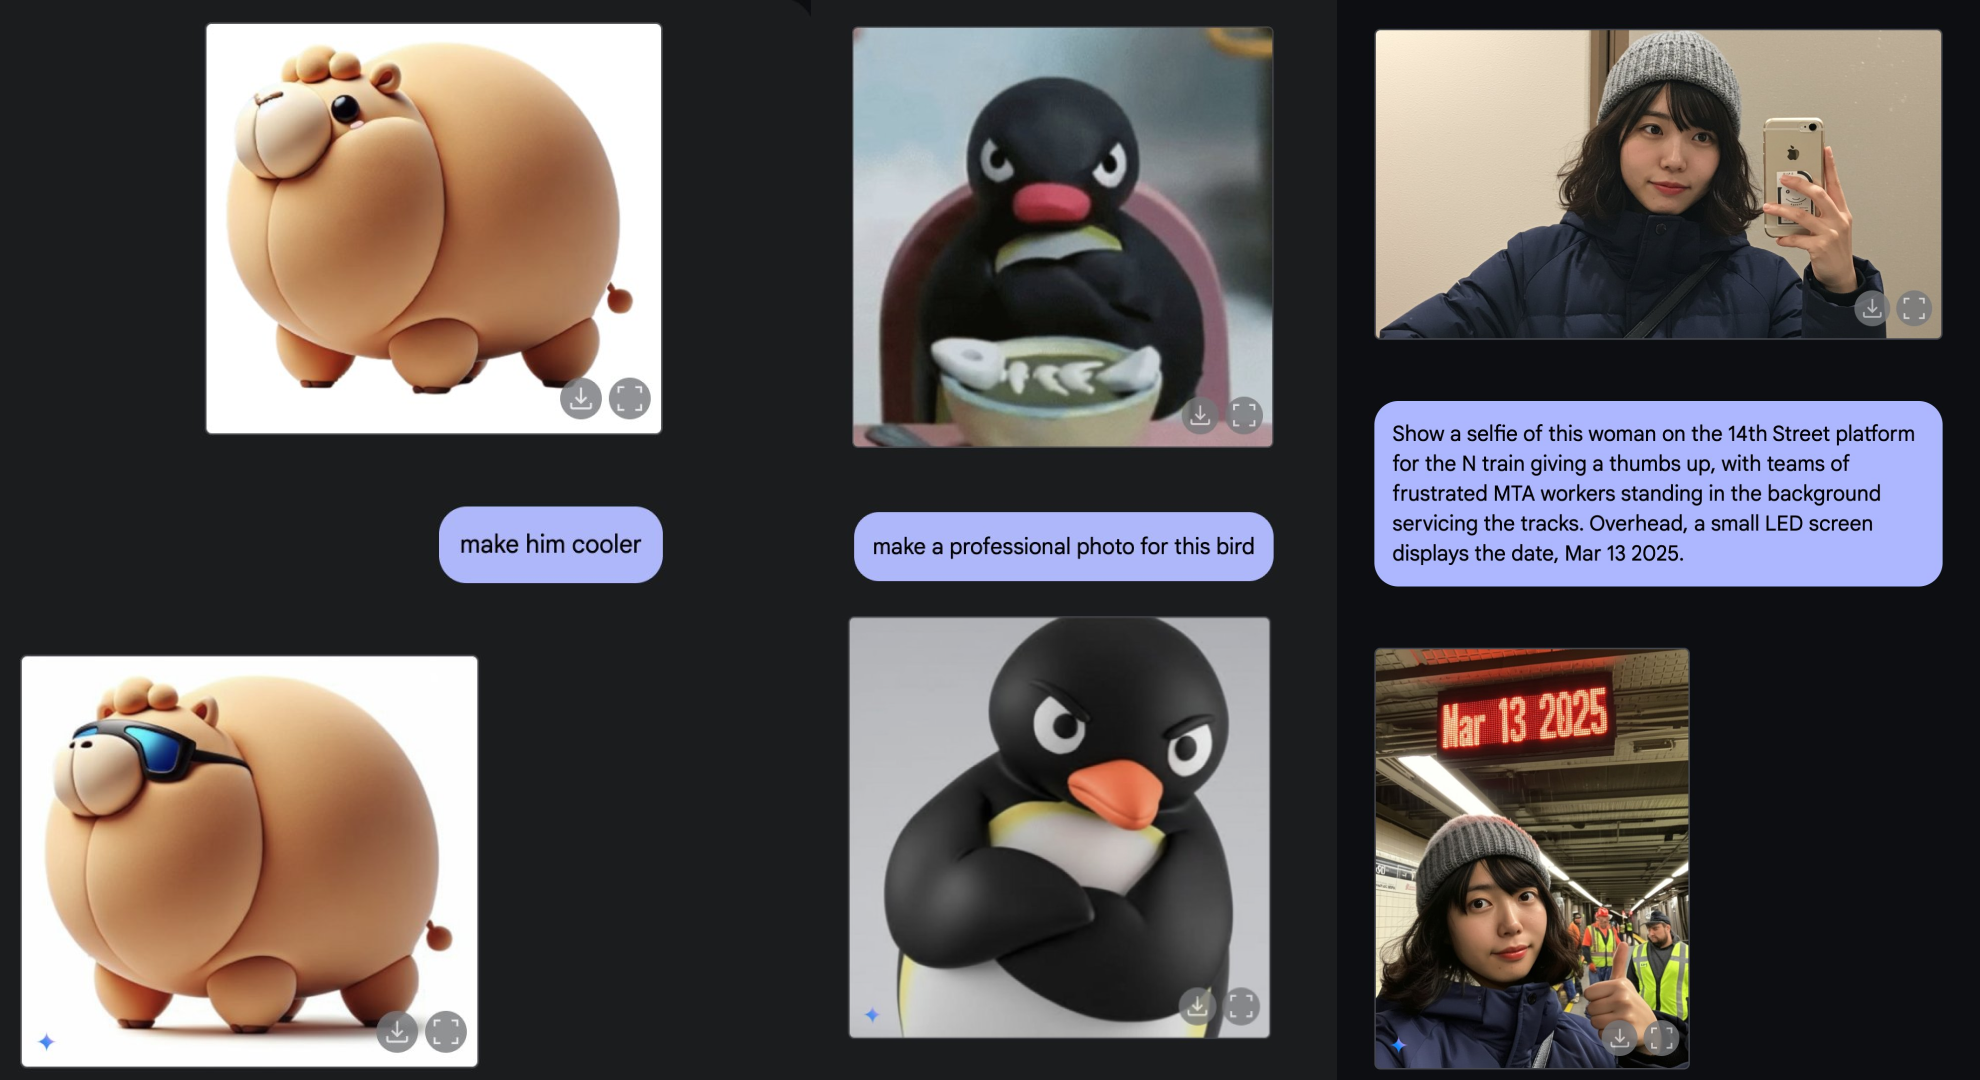 make him cooler
make a professional photo for this bird
Show a selfie of this woman on the 14th Street platform
for the N train giving a thumbs up, with teams of
frustrated MTA workers standing in the background
servicing the tracks. Overhead, a small LED screen
displays the date, Mar 13 2025.
Mar 13 2025